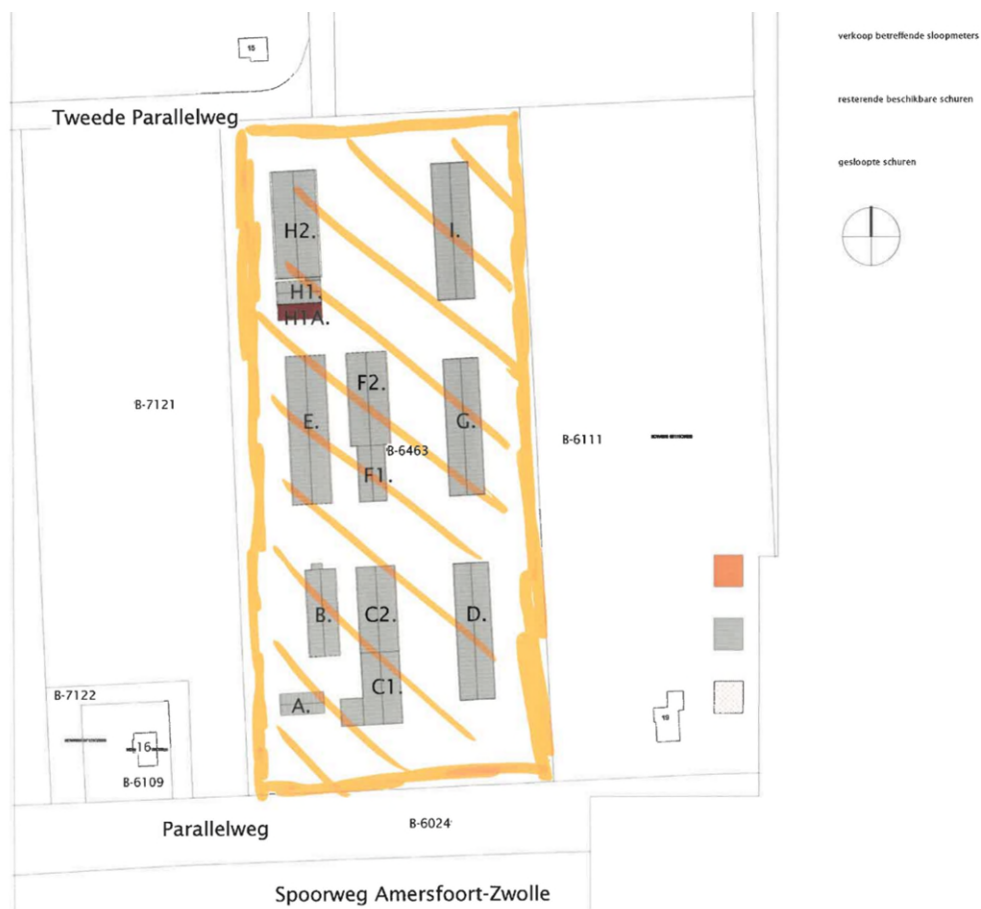 verkoop betreffende sloopmeters
15
resterende beschikbare schuren
Tweede Parallelweg
gesloopte schuren
H2.
I.
H1.
H1A.
F2.
B-7121
E.
G.
B-6111
B-6463
F1.
B.
C2.
D.
C1.
B-7122
A.
16
19
B-6109
Parallelweg
B-6024
Spoorweg Amersfoort-Zwolle